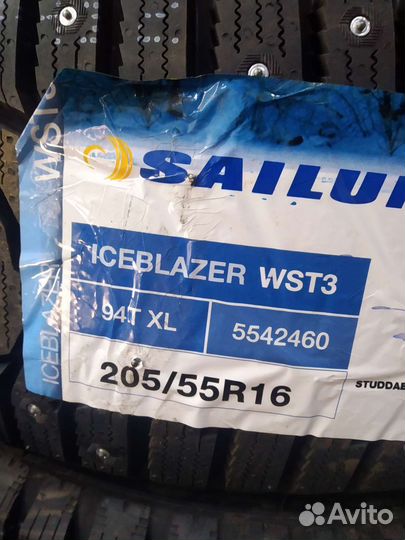 SAILU
ICEBLAZER WST3
94T XL
5542460
205/55R16
STUDDAB
ICEBLAZ
WST3
Avito